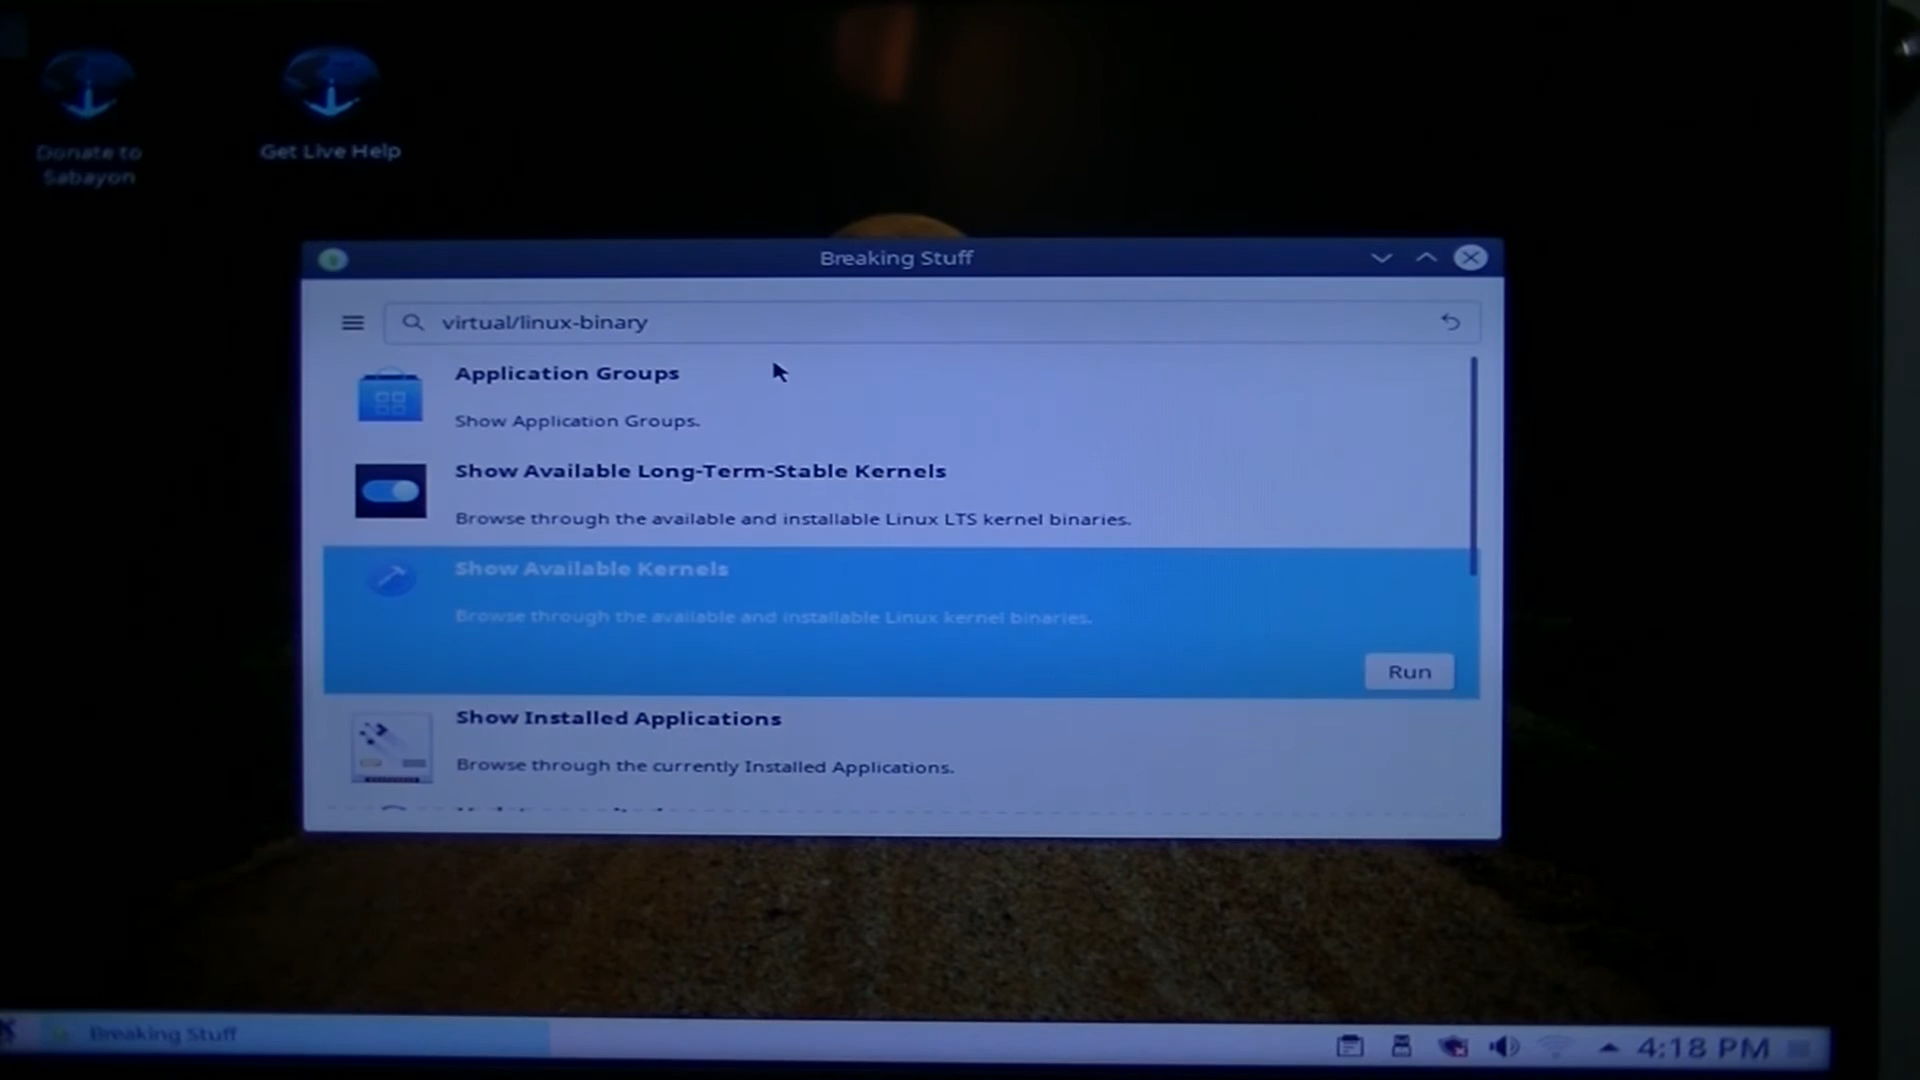 Donate to
Sabayon
Get Live Help
Breaking Stuff
virtual/linux-binary
Application Groups
Show Application Groups.
Show Available Long-Term-Stable Kernels
Browse through the available and installable Linux LTS kernel binaries.
Show Available Kernels
Browse through the available and installable Linux kernel binaries.
Run
Show Installed Applications
Browse through the currently Installed Applications.
Breaking Stuff
4:18 PM